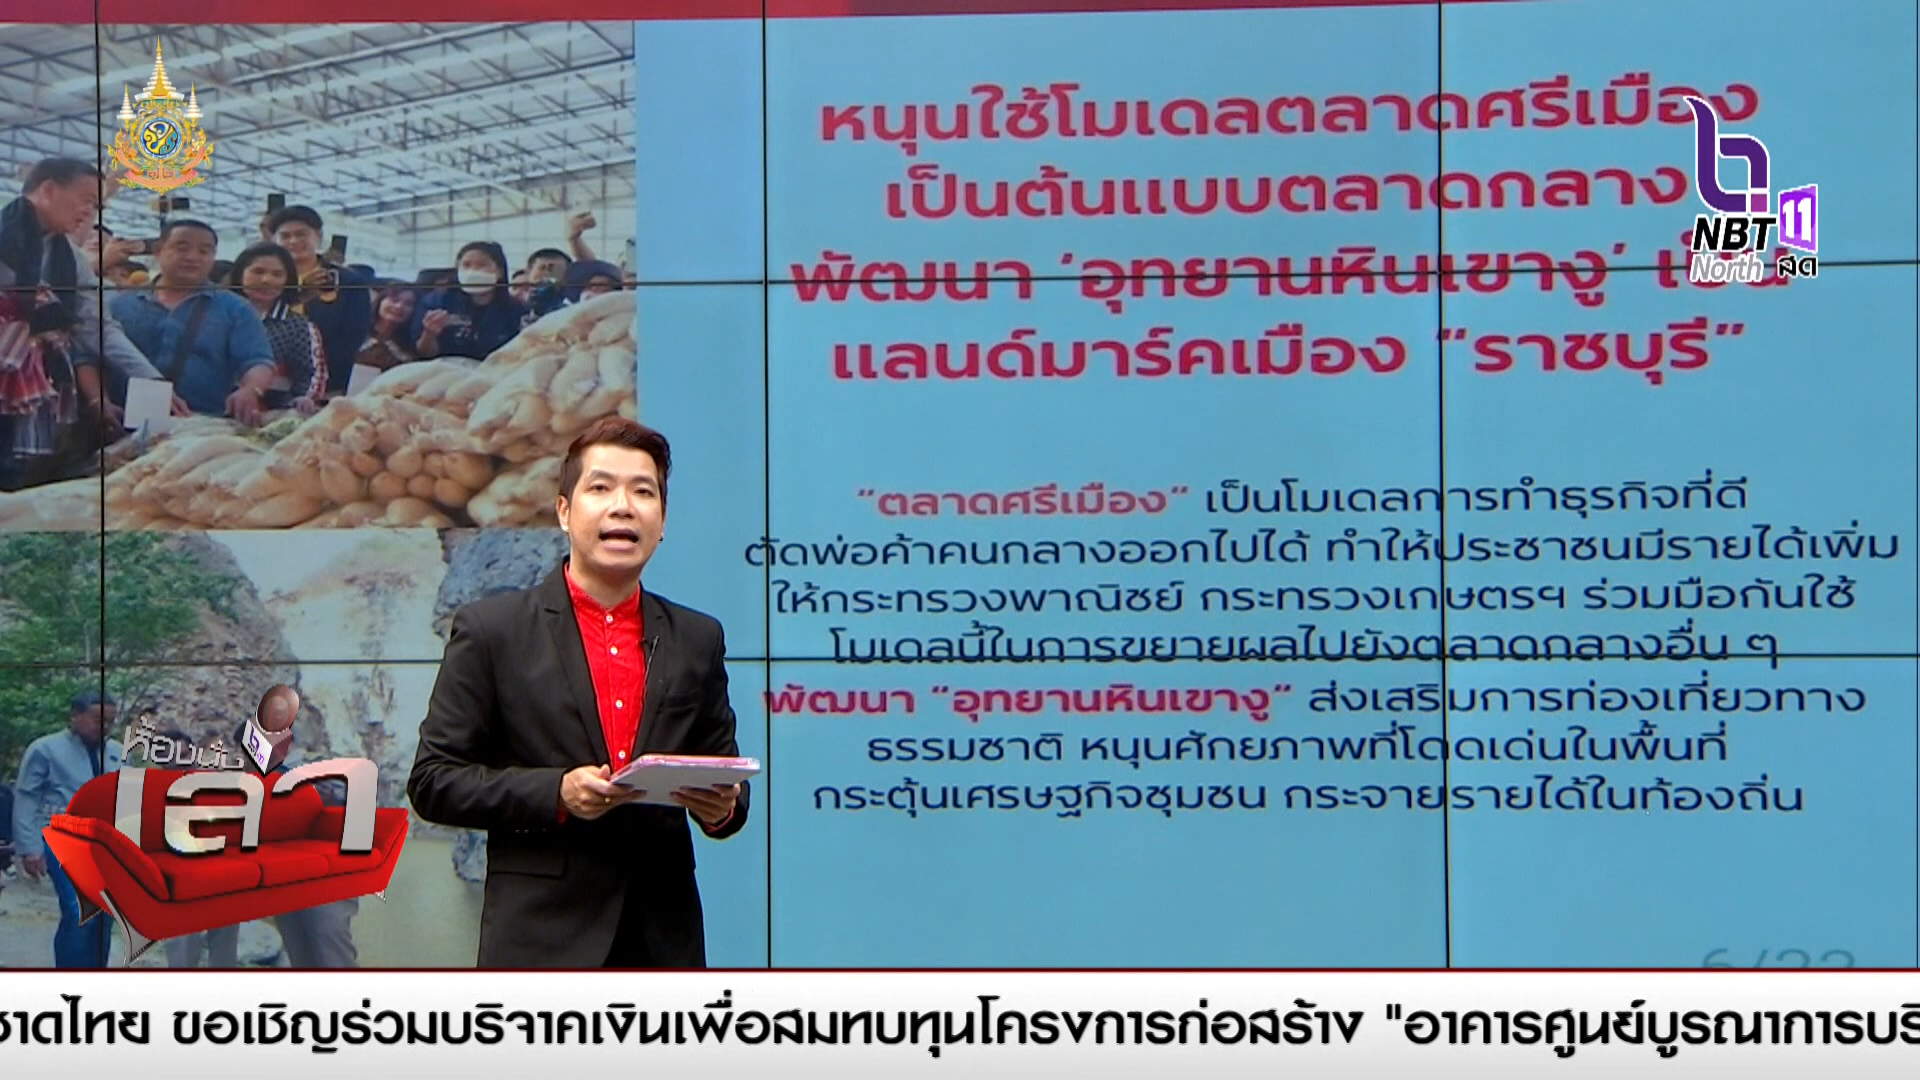 หนุนใช้โมเดลตลาดศรีเมือง
เป็นต้นแบบตลาดกลาง
พัฒนา ‘อุทยานหินเขางู’ เป็น
แลนด์มาร์คเมือง “ราชบุรี”
NBT 11
North สด
“ตลาดศรีเมือง” เป็นโมเดลการทำธุรกิจที่ดี
ตัดพ่อค้าคนกลางออกไปได้ ทำให้ประชาชนมีรายได้เพิ่ม
ให้กระทรวงพาณิชย์ กระทรวงเกษตรฯ ร่วมมือกันใช้
โมเดลนี้ในการขยายผลไปยังตลาดกลางอื่น ๆ
พัฒนา “อุทยานหินเขางู” ส่งเสริมการท่องเที่ยวทาง
ธรรมชาติ หนุนศักยภาพที่โดดเด่นในพื้นที่
กระตุ้นเศรษฐกิจชุมชน กระจายรายได้ในท้องถิ่น
ห้องนั่ง
เล่า
ชาดไทย ขอเชิญร่วมบริจาคเงินเพื่อสมทบทุนโครงการก่อสร้าง "อาคารศูนย์บูรณาการบริ